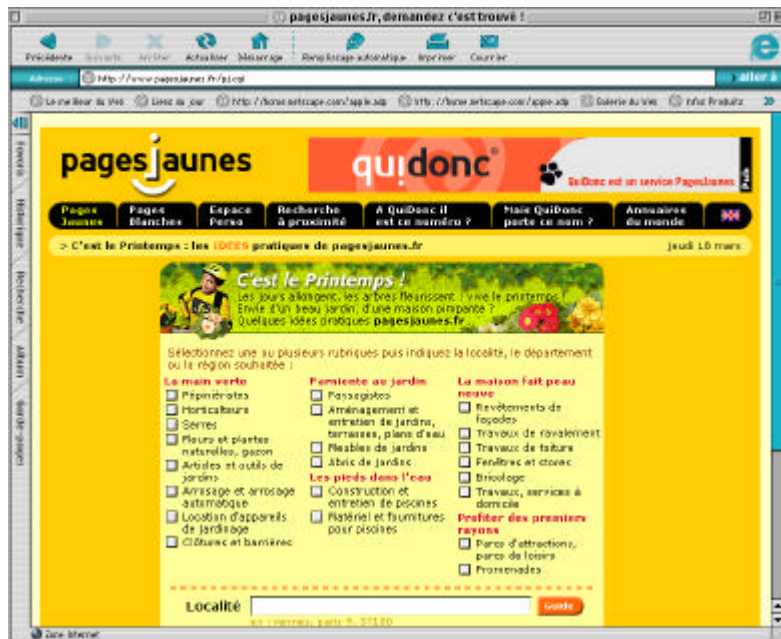 pagesjaunes.fr, demandez c'est trouvé !
Précédente Suivante Arrêter Actualiser Démarrage Remplissage automatique Imprimer Courrier
Adresse http://www.pagesjaunes.fr/pj.cgi aller à
Le meilleur du Web Liens du jour http://home.netscape.com/apple.adp http://home.netscape.com/apple.adp Galerie du Web Infos Produits
Favoris
Historique
Recherche
Album
Garde-pages
pagesjaunes
quidonc
QuiDonc est un service PagesJaunes
Pub
Pages Jaunes
Pages Blanches
Espace Perso
Recherche à proximité
A QuiDonc il est ce numéro ?
Mais QuiDonc porte ce nom ?
Annuaires du monde
> C'est le Printemps : les IDEES pratiques de pagesjaunes.fr jeudi 18 mars
C'est le Printemps !
Les jours allongent, les arbres fleurissent : vive le printemps !
Envie d'un beau jardin, d'une maison pimpante ?
Quelques idées pratiques pagesjaunes.fr
Sélectionnez une ou plusieurs rubriques puis indiquez la localité, le département
ou la région souhaitée :
La main verte
Pépiniéristes
Horticulteurs
Serres
Fleurs et plantes
naturelles, gazon
Articles et outils de
jardins
Arrosage et arrosage
automatique
Location d'appareils
de jardinage
Clôtures et barrières
Farniente au jardin
Paysagistes
Aménagement et
entretien de jardins,
terrasses, plans d'eau
Meubles de jardins
Abris de jardins
Les pieds dans l'eau
Construction et
entretien de piscines
Matériel et fournitures
pour piscines
La maison fait peau
neuve
Revêtements de
façades
Travaux de ravalement
Travaux de toiture
Fenêtres et stores
Bricolage
Travaux, services à
domicile
Profiter des premiers
rayons
Parcs d'attractions,
parcs de loisirs
Promenades
Localité Guide
ex : rennes, paris
Zone Internet